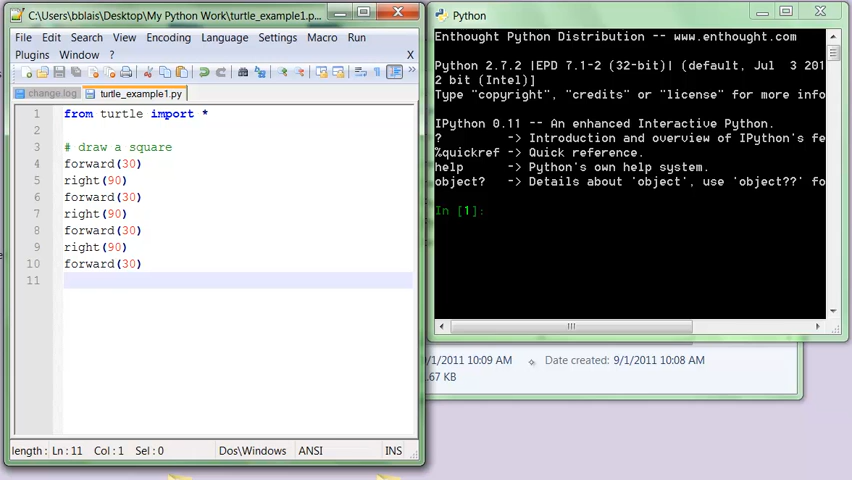 C:\Users\bblais\Desktop\My Python Work\turtle_example1.p...
File Edit Search View Encoding Language Settings Macro Run
Plugins Window ? X
change.log turtle_example1.py
1 from turtle import *
2
3 # draw a square
4 forward(30)
5 right(90)
6 forward(30)
7 right(90)
8 forward(30)
9 right(90)
10 forward(30)
11
length: Ln : 11 Col : 1 Sel : 0 Dos\Windows ANSI INS
Python
Enthought Python Distribution -- www.enthought.com
Python 2.7.2 |EPD 7.1-2 (32-bit)| (default, Jul 3 201
2 bit (Intel)]
Type "copyright", "credits" or "license" for more info
IPython 0.11 -- An enhanced Interactive Python.
? -> Introduction and overview of IPython's fe
%quickref -> Quick reference.
help -> Python's own help system.
object? -> Details about 'object', use 'object??' fo
In [1]:
9/1/2011 10:09 AM Date created: 9/1/2011 10:08 AM
.67 KB